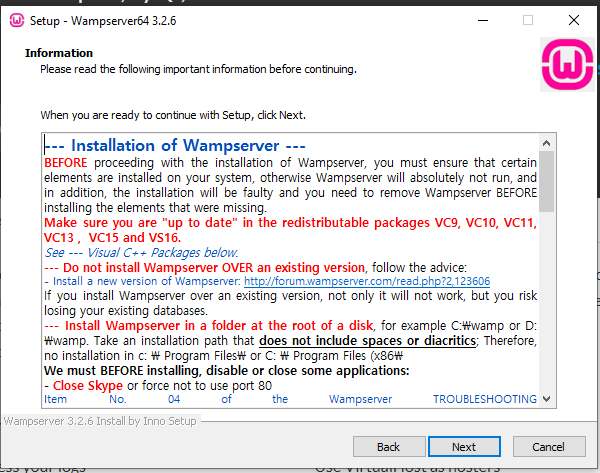 Setup - Wampserver64 3.2.6
Information
Please read the following important information before continuing.
When you are ready to continue with Setup, click Next.
--- Installation of Wampserver ---
BEFORE proceeding with the installation of Wampserver, you must ensure that certain
elements are installed on your system, otherwise Wampserver will absolutely not run, and
in addition, the installation will be faulty and you need to remove Wampserver BEFORE
installing the elements that were missing.
Make sure you are "up to date" in the redistributable packages VC9, VC10, VC11,
VC13 , VC15 and VS16.
See --- Visual C++ Packages below.
--- Do not install Wampserver OVER an existing version, follow the advice:
- Install a new version of Wampserver: http://forum.wampserver.com/read.php?2,123606
If you install Wampserver over an existing version, not only it will not work, but you risk
losing your existing databases.
--- Install Wampserver in a folder at the root of a disk, for example C:₩wamp or D:
₩wamp. Take an installation path that does not include spaces or diacritics; Therefore,
no installation in c: ₩ Program Files₩ or C: ₩ Program Files (x86₩
We must BEFORE installing, disable or close some applications:
- Close Skype or force not to use port 80
Item No. 04 of the Wampserver TROUBLESHOOTING
Wampserver 3.2.6 Install by Inno Setup
Back
Next
Cancel